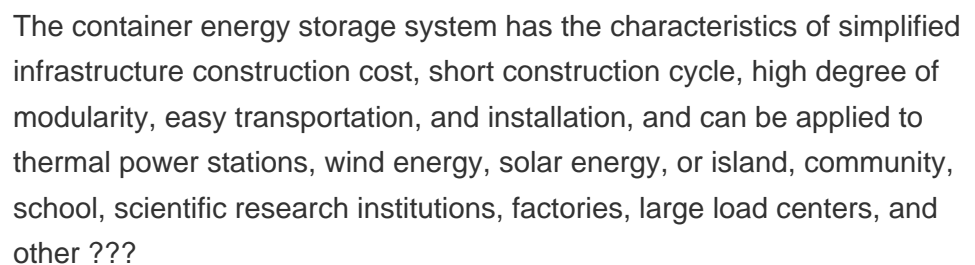 The container energy storage system has the characteristics of simplified
infrastructure construction cost, short construction cycle, high degree of
modularity, easy transportation, and installation, and can be applied to
thermal power stations, wind energy, solar energy, or island, community,
school, scientific research institutions, factories, large load centers, and
other ???